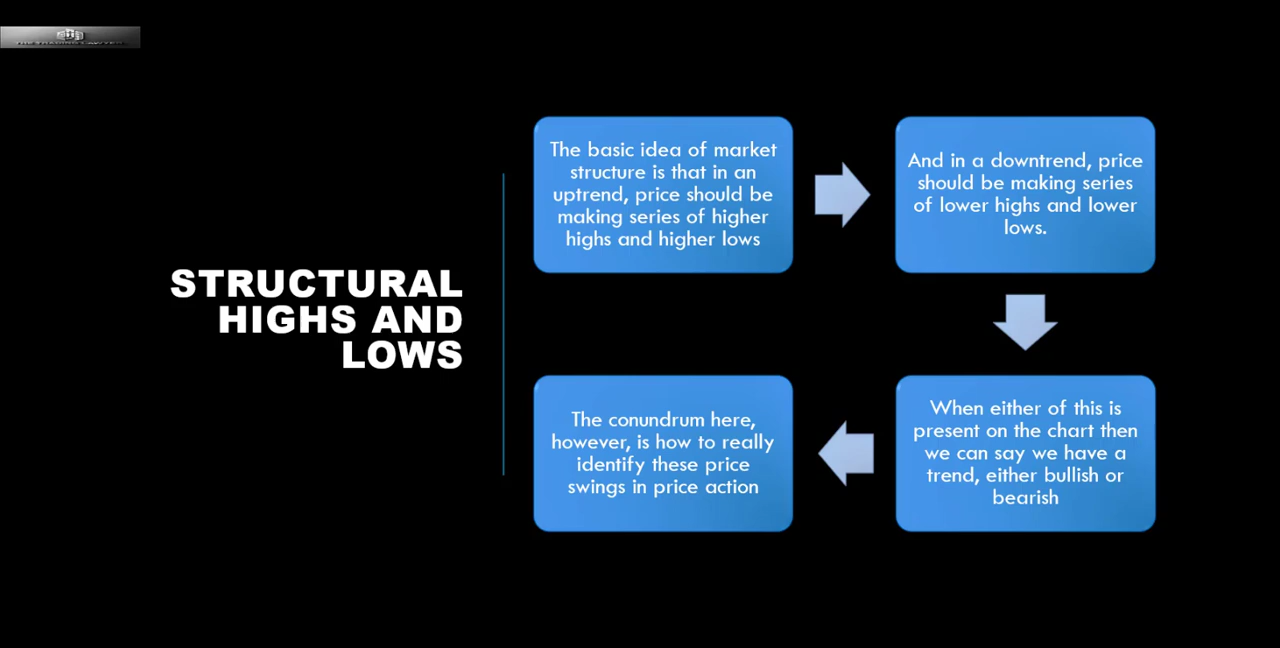 STRUCTURAL
HIGHS AND
LOWS
The basic idea of market
structure is that in an
uptrend, price should be
making series of higher
highs and higher lows
And in a downtrend, price
should be making series
of lower highs and lower
lows.
When either of this is
present on the chart then
we can say we have a
trend, either bullish or
bearish
The conundrum here,
however, is how to really
identify these price
swings in price action